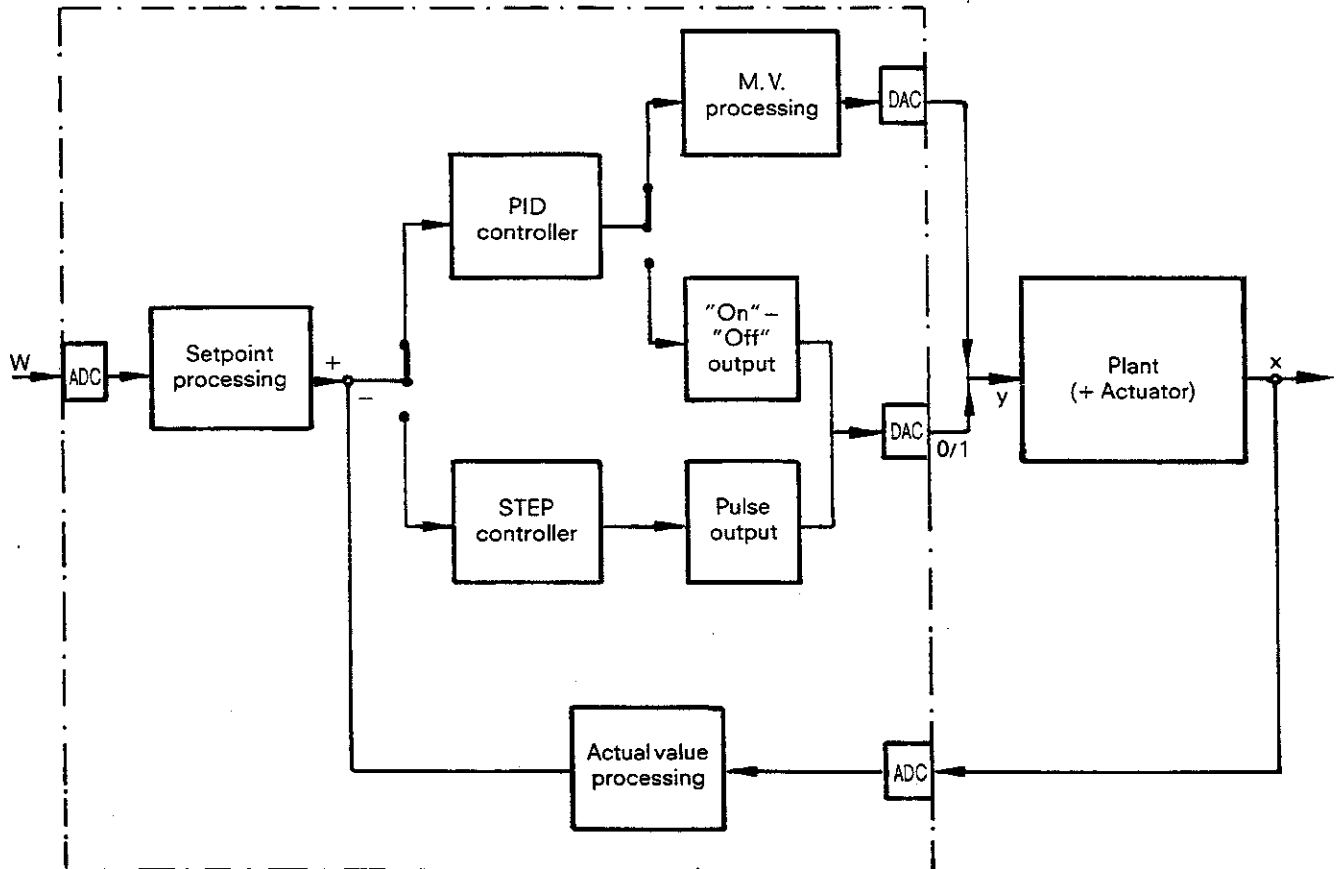 M. V.
processing
DAC
PID
controller
"On" –
"Off"
output
W
ADC
Setpoint
processing
+
–
DAC
0/1
y
Plant
(+ Actuator)
x
STEP
controller
Pulse
output
Actual value
processing
ADC